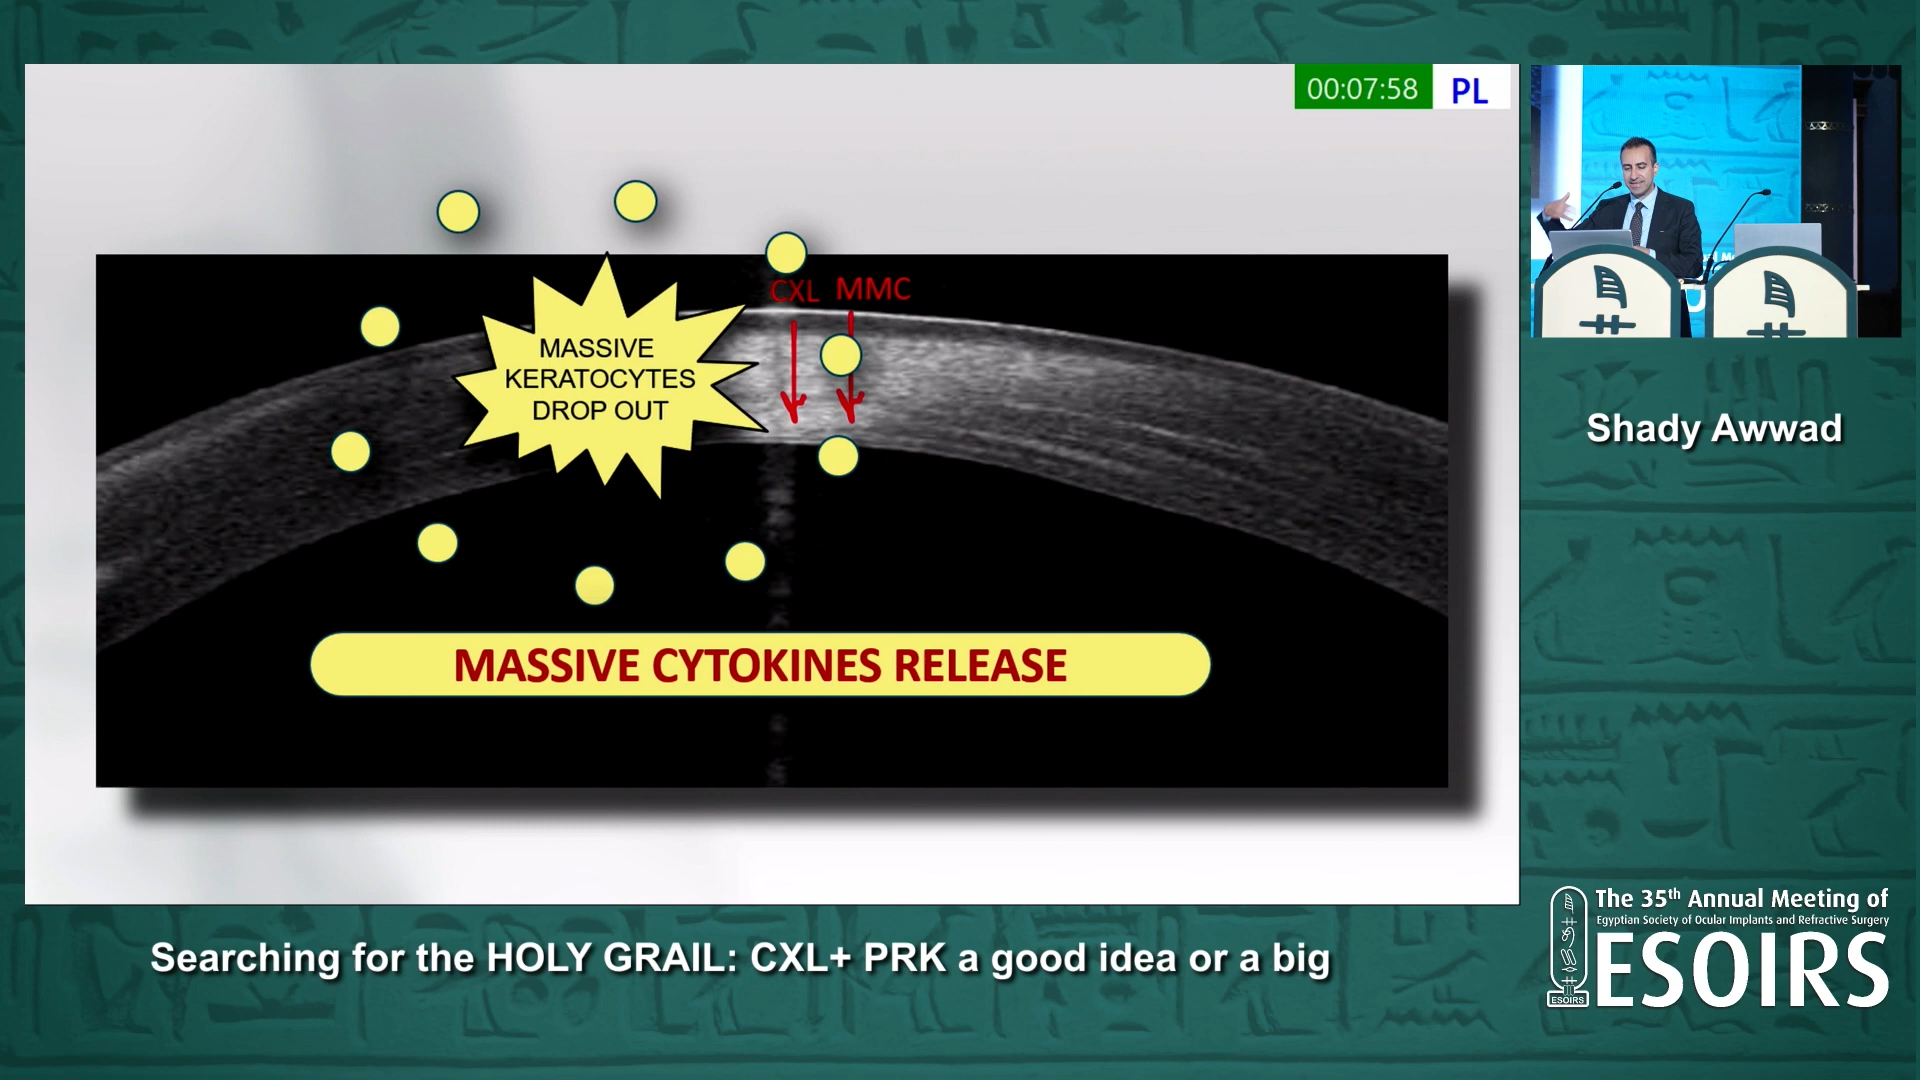 00:07:58 PL
CXL MMC
MASSIVE
KERATOCYTES
DROP OUT
MASSIVE CYTOKINES RELEASE
Shady Awwad
Searching for the HOLY GRAIL: CXL+ PRK a good idea or a big
The 35th Annual Meeting of
Egyptian Society of Ocular Implants and Refractive Surgery
ESOIRS
ESOIRS